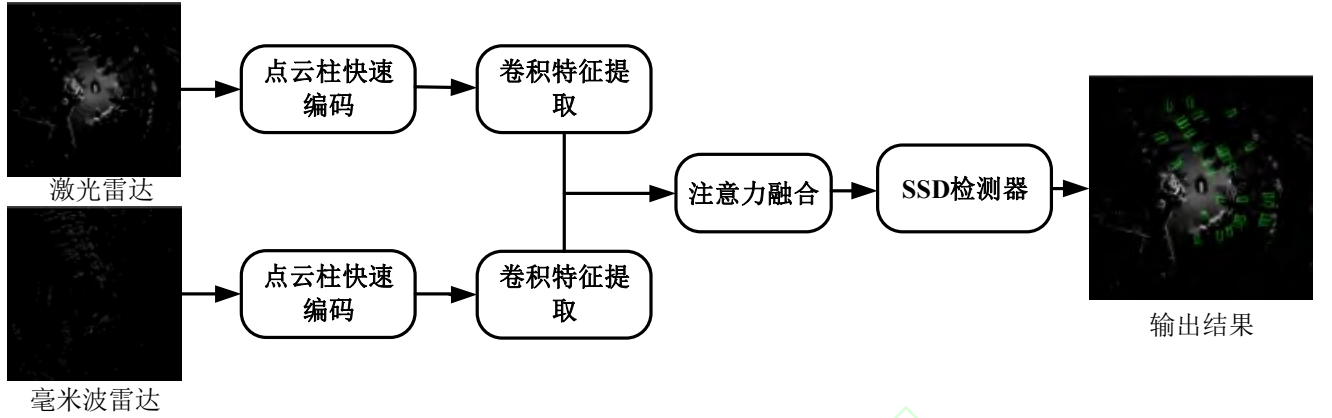 点云柱快速
编码
卷积特征提
取
激光雷达
注意力融合
SSD检测器
点云柱快速
编码
卷积特征提
取
输出结果
毫米波雷达